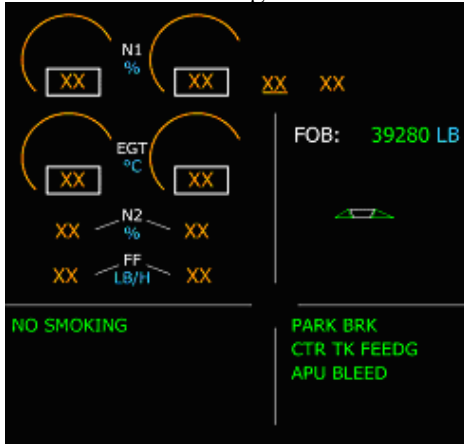 N1
%
XX XX
XX XX
FOB: 39280 LB
EGT
°C
XX XX
XX N2 XX
%
XX FF XX
LB/H
NO SMOKING
PARK BRK
CTR TK FEEDG
APU BLEED